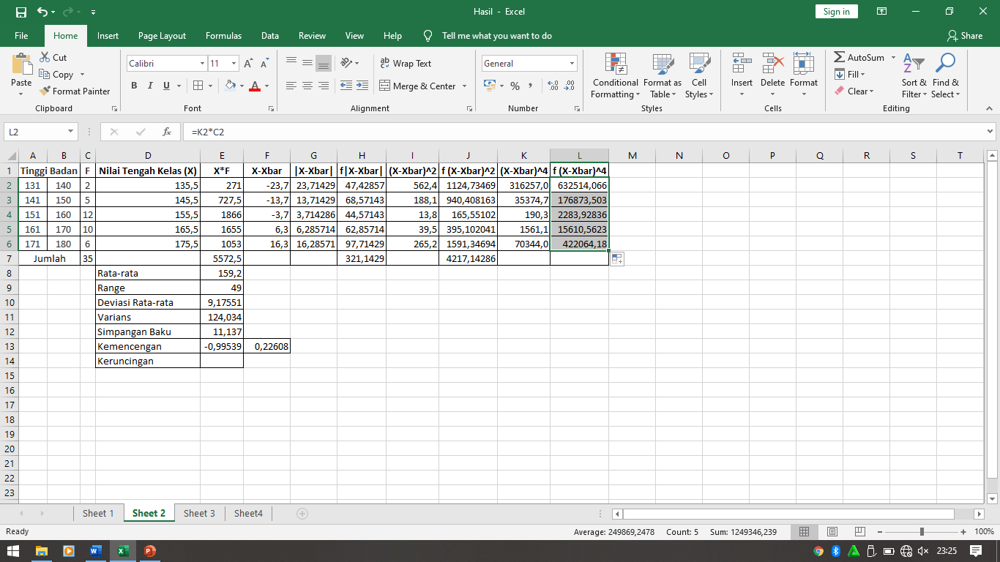 Hasil - Excel
Sign in
File Home Insert Page Layout Formulas Data Review View Help Tell me what you want to do Share
Paste Cut Copy Format Painter Clipboard
Calibri 11 A A B I U A Font
ab Wrap Text Merge & Center Alignment
General % , Number
Conditional Formatting Format as Table Cell Styles Styles
Insert Delete Format Cells
AutoSum Fill Clear Sort & Filter Find & Select Editing
L2 fx =K2*C2
A B C D E F G H I J K L M N O P Q R S T
1 Tinggi Badan F Nilai Tengah Kelas (X) X*F X-Xbar |X-Xbar| f|X-Xbar| (X-Xbar)^2 f (X-Xbar)^2 (X-Xbar)^4 f (X-Xbar)^4
2 131 140 2 135,5 271 -23,7 23,71429 47,42857 562,4 1124,73469 316257,0 632514,066
3 141 150 5 145,5 727,5 -13,7 13,71429 68,57143 188,1 940,408163 35374,7 176873,503
4 151 160 12 155,5 1866 -3,7 3,714286 44,57143 13,8 165,55102 190,3 2283,92836
5 161 170 10 165,5 1655 6,3 6,285714 62,85714 39,5 395,102041 1561,1 15610,5623
6 171 180 6 175,5 1053 16,3 16,28571 97,71429 265,2 1591,34694 70344,0 422064,18
7 Jumlah 35 5572,5 321,1429 4217,14286
8 Rata-rata 159,2
9 Range 49
10 Deviasi Rata-rata 9,17551
11 Varians 124,034
12 Simpangan Baku 11,137
13 Kemencengan -0,99539 0,22608
14 Keruncingan
15
16
17
18
19
20
21
22
23
Sheet 1 Sheet 2 Sheet 3 Sheet4
Ready Average: 249869,2478 Count: 5 Sum: 1249346,239 100%
23:25